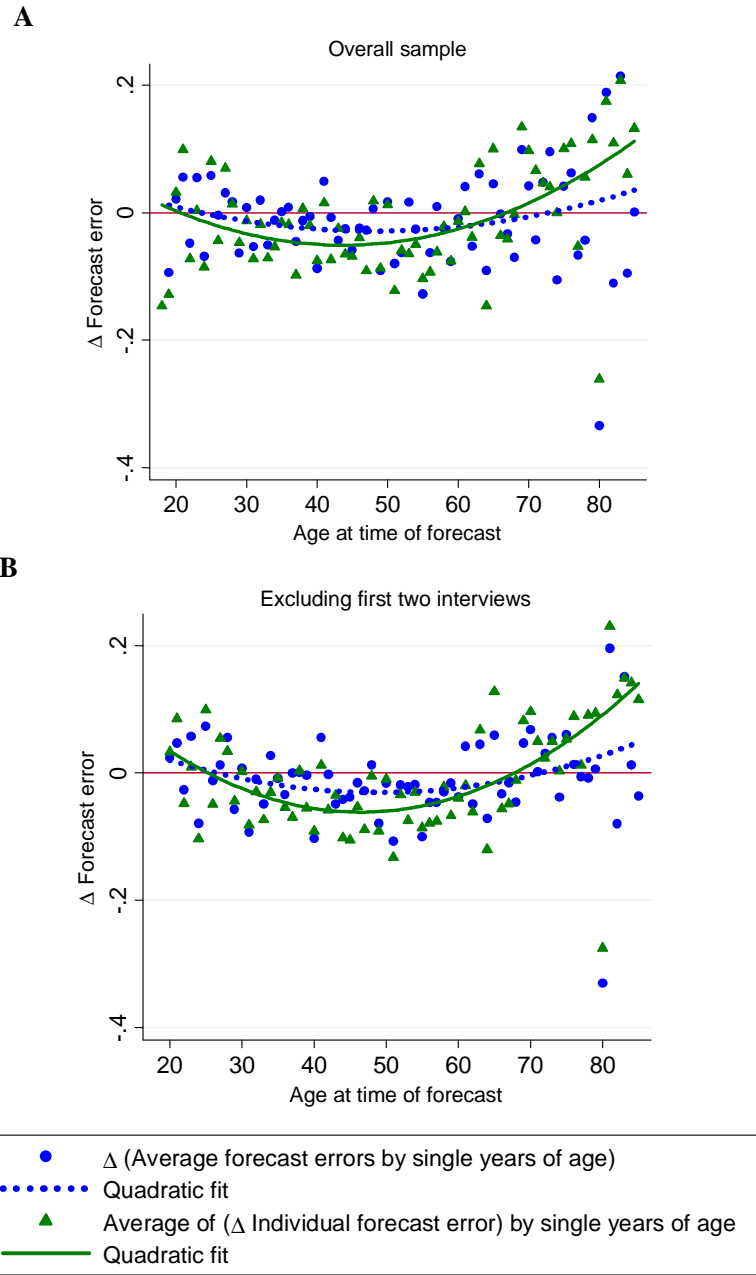 A
Overall sample
Δ Forecast error
.2
0
-.2
-.4
20 30 40 50 60 70 80
Age at time of forecast
B
Excluding first two interviews
Δ Forecast error
.2
0
-.2
-.4
20 30 40 50 60 70 80
Age at time of forecast
Δ (Average forecast errors by single years of age)
Quadratic fit
Average of (Δ Individual forecast error) by single years of age
Quadratic fit